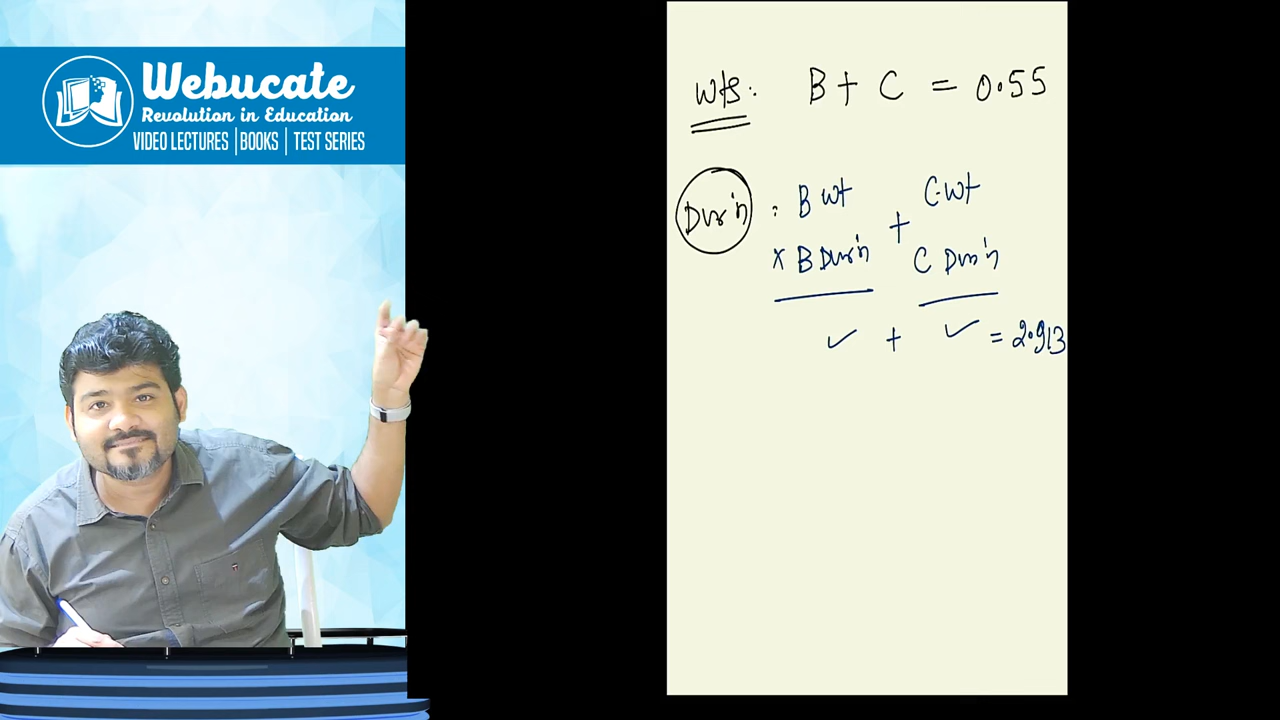 Webucate
Revolution in Education
VIDEO LECTURES | BOOKS | TEST SERIES
Wts: B + C = 0.55
Dur'n : B Wt + C Wt
x B Dur'n C Dur'n
✓ + ✓ = 2.913